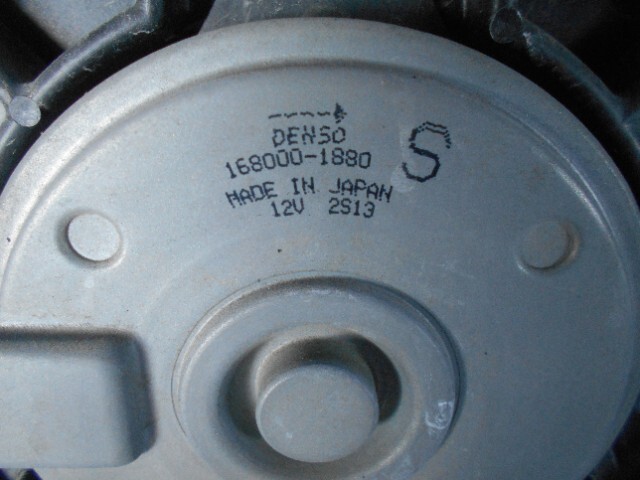 DENSO
168000-1880
S
MADE IN JAPAN
12V 2S13